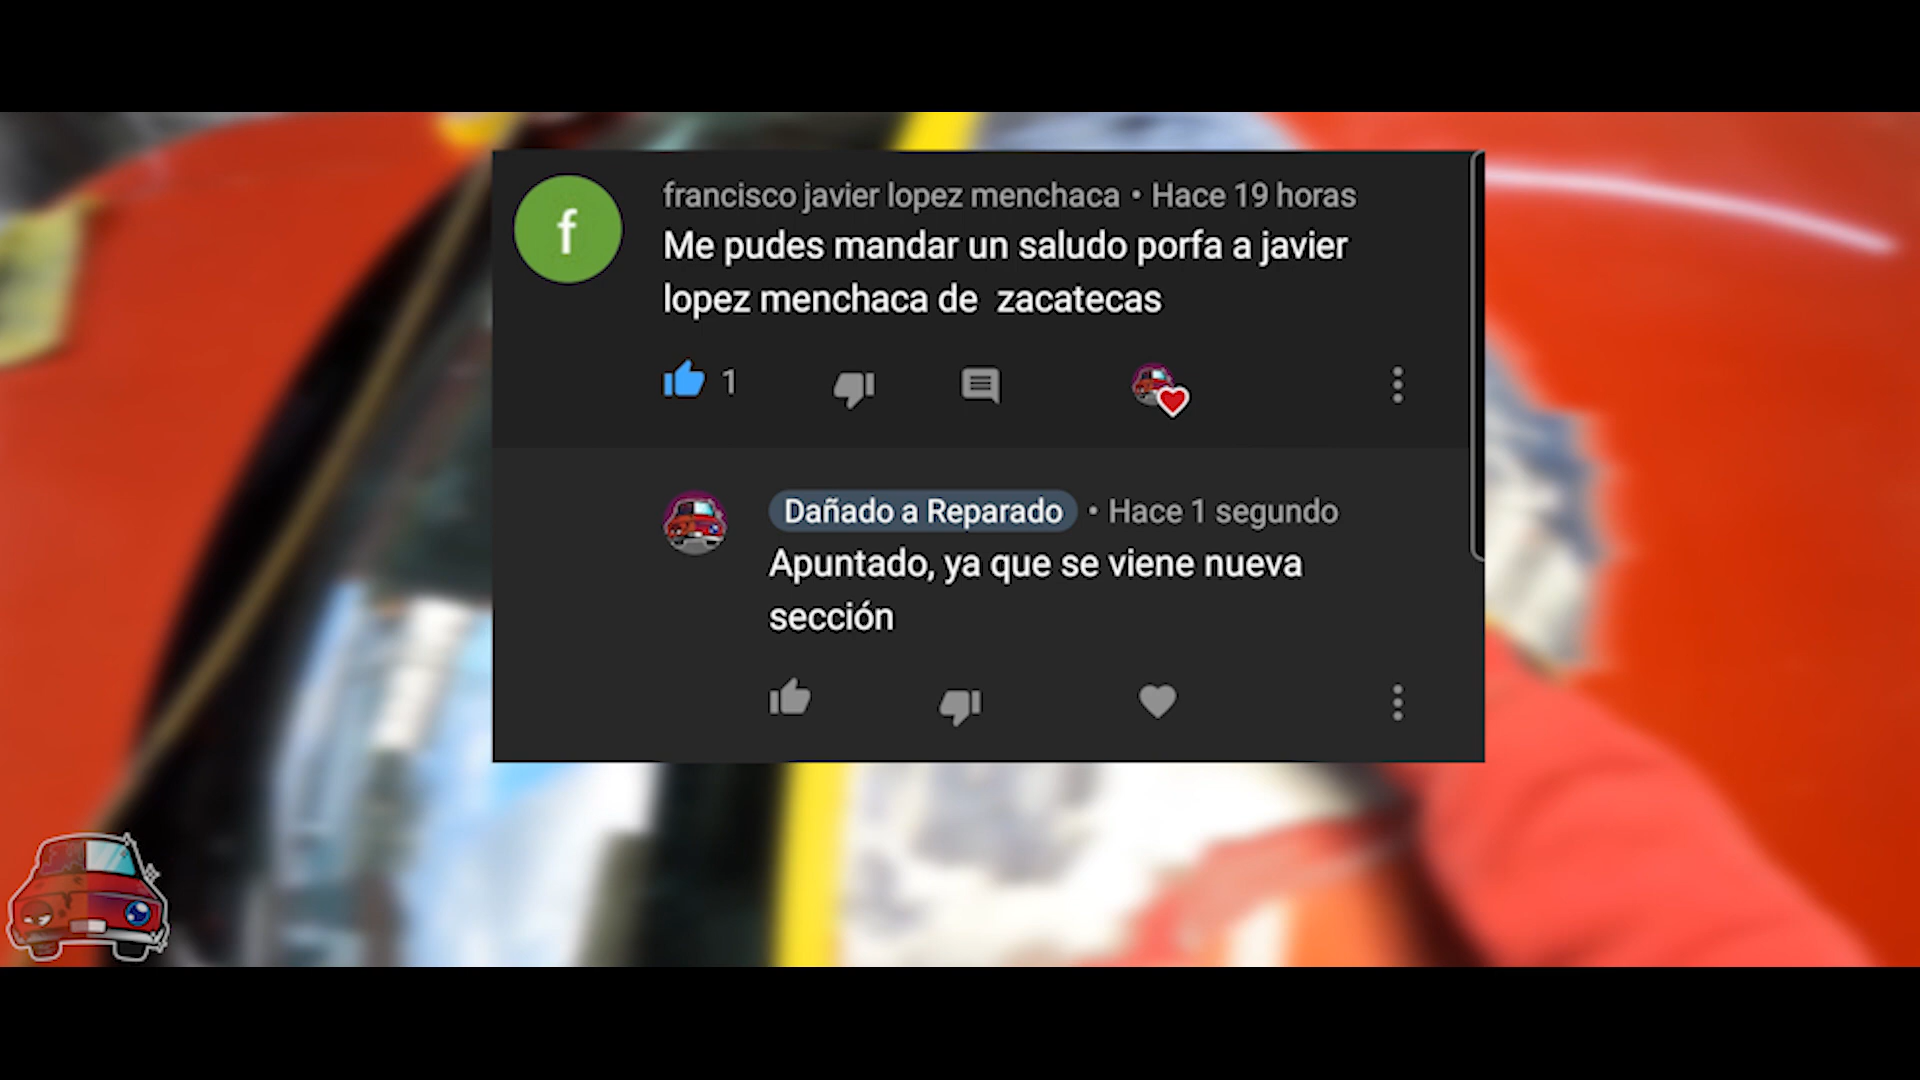 f
francisco javier lopez menchaca • Hace 19 horas
Me pudes mandar un saludo porfa a javier
lopez menchaca de  zacatecas
1
Dañado a Reparado • Hace 1 segundo
Apuntado, ya que se viene nueva
sección